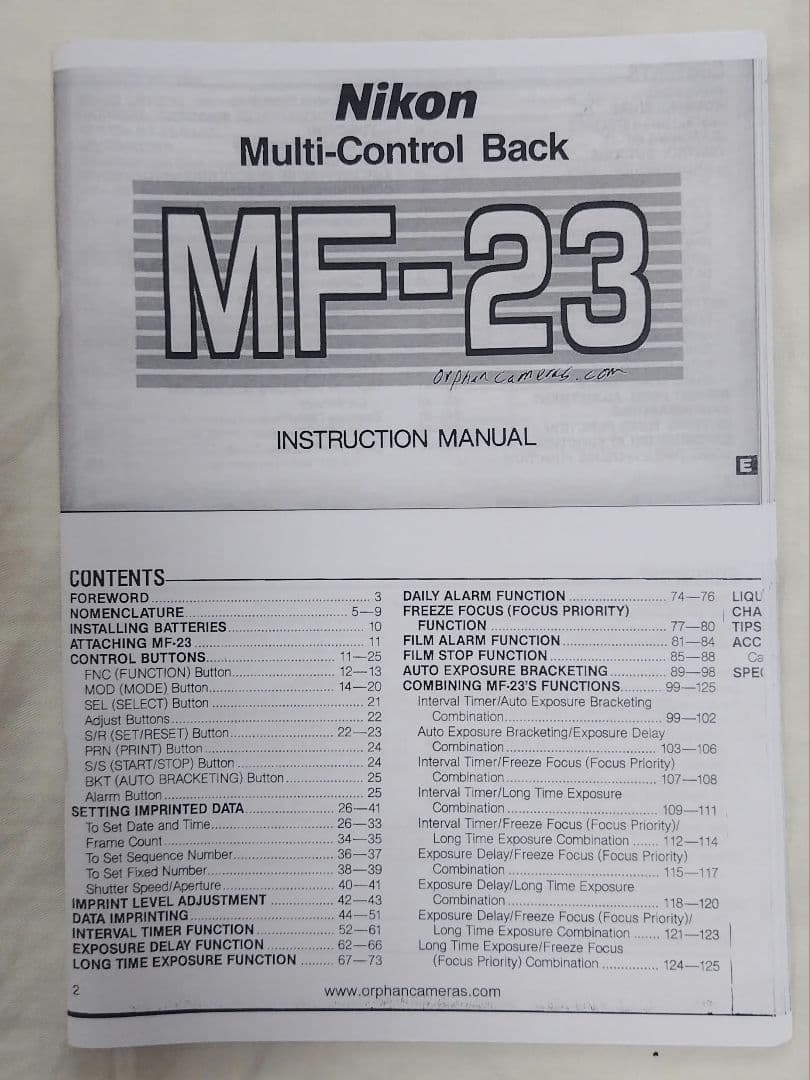 Nikon
Multi-Control Back
MF-23
orphancameras.com
INSTRUCTION MANUAL
E
CONTENTS
FOREWORD 3
NOMENCLATURE 5—9
INSTALLING BATTERIES 10
ATTACHING MF-23 11
CONTROL BUTTONS 11—25
FNC (FUNCTION) Button 12—13
MOD (MODE) Button 14—20
SEL (SELECT) Button 21
Adjust Buttons 22
S/R (SET/RESET) Button 22—23
PRN (PRINT) Button 24
S/S (START/STOP) Button 24
BKT (AUTO BRACKETING) Button 25
Alarm Button 25
SETTING IMPRINTED DATA 26—41
To Set Date and Time 26—33
Frame Count 34—35
To Set Sequence Number 36—37
To Set Fixed Number 38—39
Shutter Speed/Aperture 40—41
IMPRINT LEVEL ADJUSTMENT 42—43
DATA IMPRINTING 44—51
INTERVAL TIMER FUNCTION 52—61
EXPOSURE DELAY FUNCTION 62—66
LONG TIME EXPOSURE FUNCTION 67—73
DAILY ALARM FUNCTION 74—76
FREEZE FOCUS (FOCUS PRIORITY)
FUNCTION 77—80
FILM ALARM FUNCTION 81—84
FILM STOP FUNCTION 85—88
AUTO EXPOSURE BRACKETING 89—98
COMBINING MF-23'S FUNCTIONS 99—125
Interval Timer/Auto Exposure Bracketing
Combination 99—102
Auto Exposure Bracketing/Exposure Delay
Combination 103—106
Interval Timer/Freeze Focus (Focus Priority)
Combination 107—108
Interval Timer/Long Time Exposure
Combination 109—111
Interval Timer/Freeze Focus (Focus Priority)/
Long Time Exposure Combination 112—114
Exposure Delay/Freeze Focus (Focus Priority)
Combination 115—117
Exposure Delay/Long Time Exposure
Combination 118—120
Exposure Delay/Freeze Focus (Focus Priority)/
Long Time Exposure Combination 121—123
Long Time Exposure/Freeze Focus
(Focus Priority) Combination 124—125
LIQU
CHA
TIPS
ACC
Ca
SPE
2
www.orphancameras.com